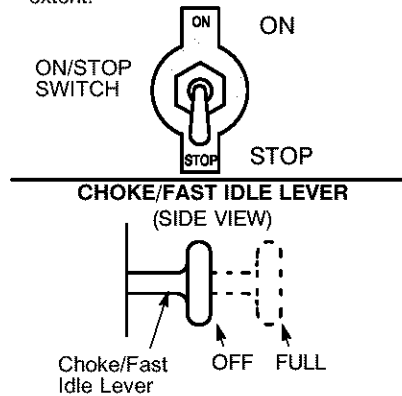 extent.
ON
ON
ON/STOP
SWITCH
STOP
STOP
CHOKE/FAST IDLE LEVER
(SIDE VIEW)
Choke/Fast
Idle Lever
OFF
FULL